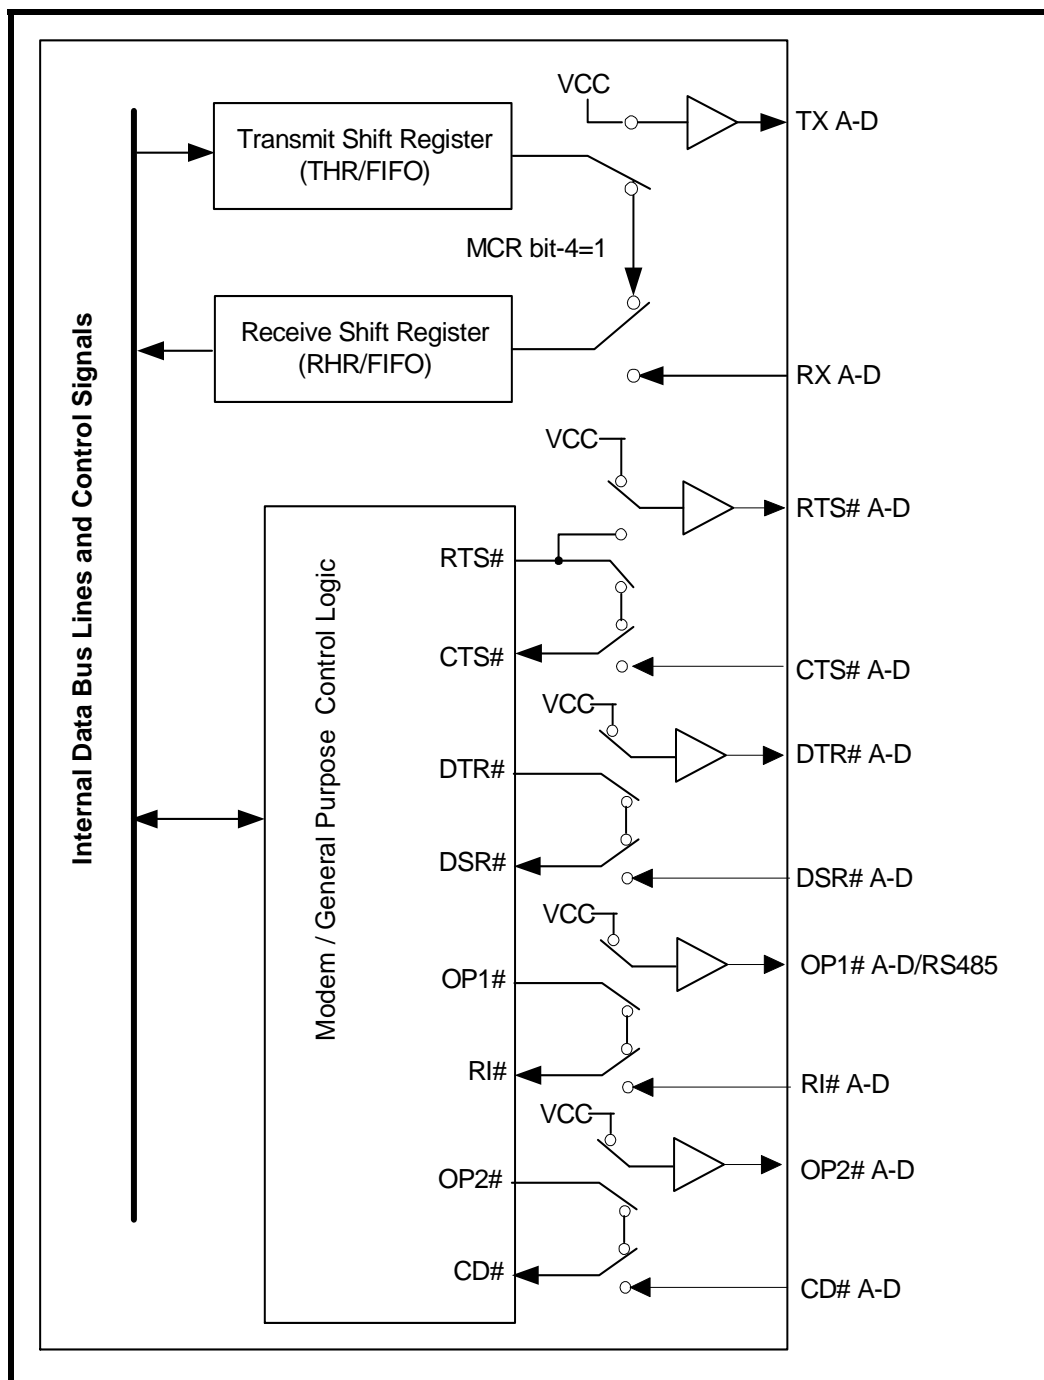 VCC
TX A-D
Transmit Shift Register
(THR/FIFO)
MCR bit-4=1
Receive Shift Register
(RHR/FIFO)
RX A-D
Internal Data Bus Lines and Control Signals
VCC
RTS# A-D
Modem / General Purpose Control Logic
RTS#
CTS#
CTS# A-D
VCC
DTR# A-D
DTR#
DSR#
DSR# A-D
VCC
OP1# A-D/RS485
OP1#
RI#
RI# A-D
VCC
OP2# A-D
OP2#
CD#
CD# A-D